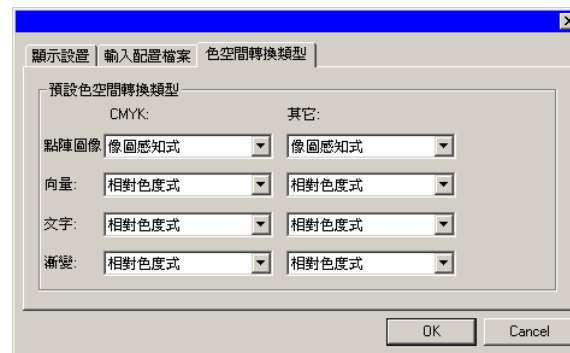 顯示設置 輸入配置檔案 色空間轉換類型
預設色空間轉換類型
CMYK: 其它:
點陣圖像 像圖感知式 像圖感知式
向量: 相對色度式 相對色度式
文字: 相對色度式 相對色度式
漸變: 相對色度式 相對色度式
OK Cancel